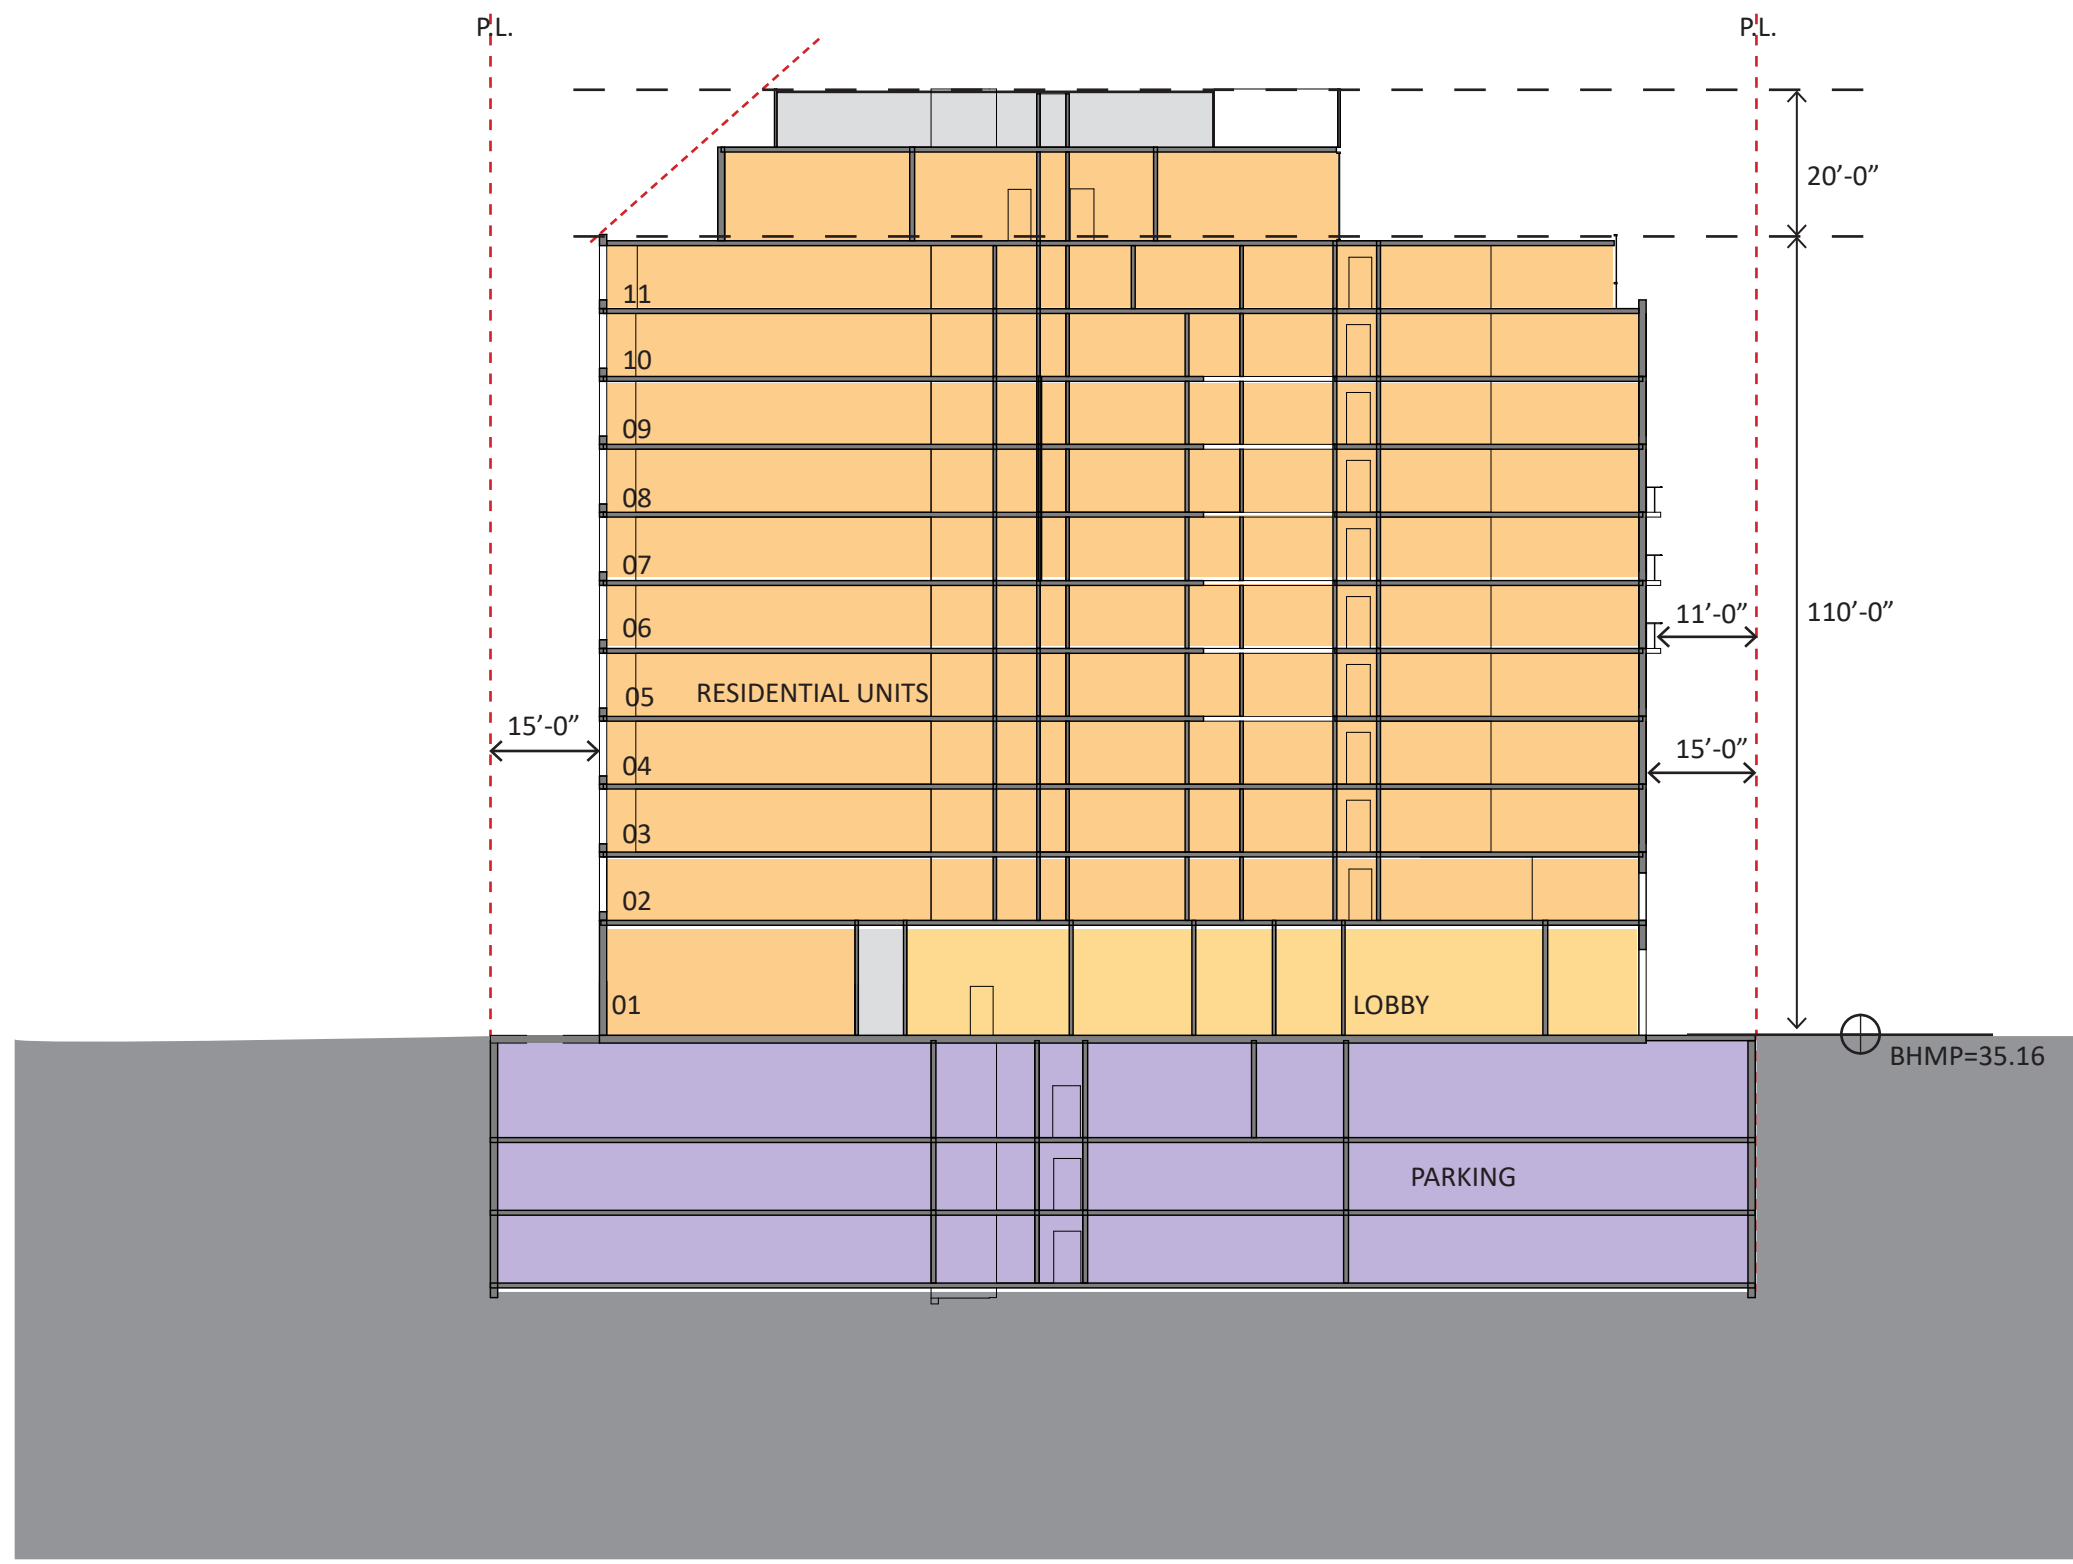 P.L.
P.L.
20’-0”
11
10
09
08
07
06
11’-0”
110’-0”
05
RESIDENTIAL UNITS
15’-0”
15’-0”
04
03
02
01
LOBBY
BHMP=35.16
PARKING